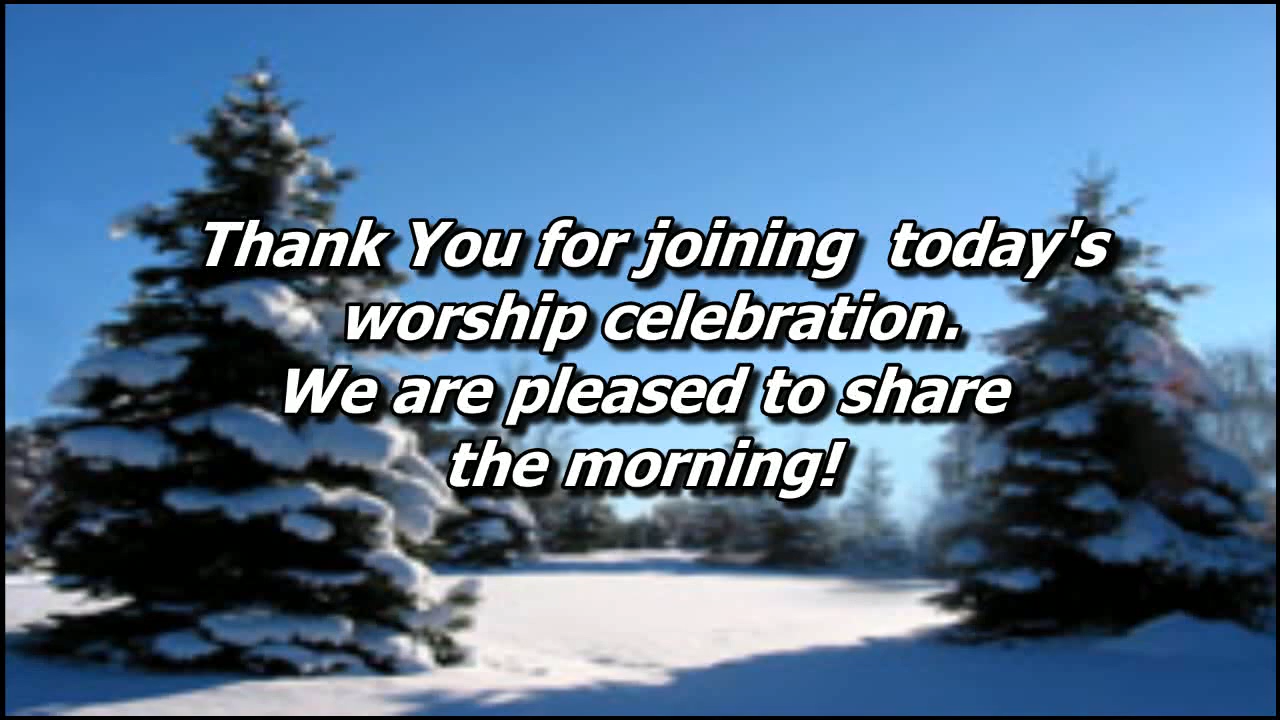 Thank You for joining  today's
worship celebration.
We are pleased to share
the morning!